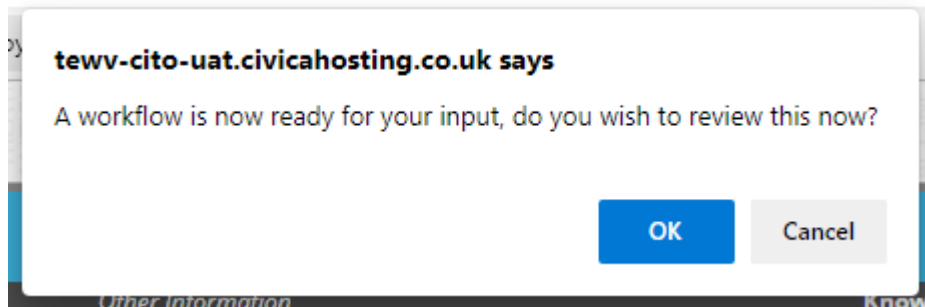 tewv-cito-uat.civicahosting.co.uk says
A workflow is now ready for your input, do you wish to review this now?
OK Cancel
Other Information